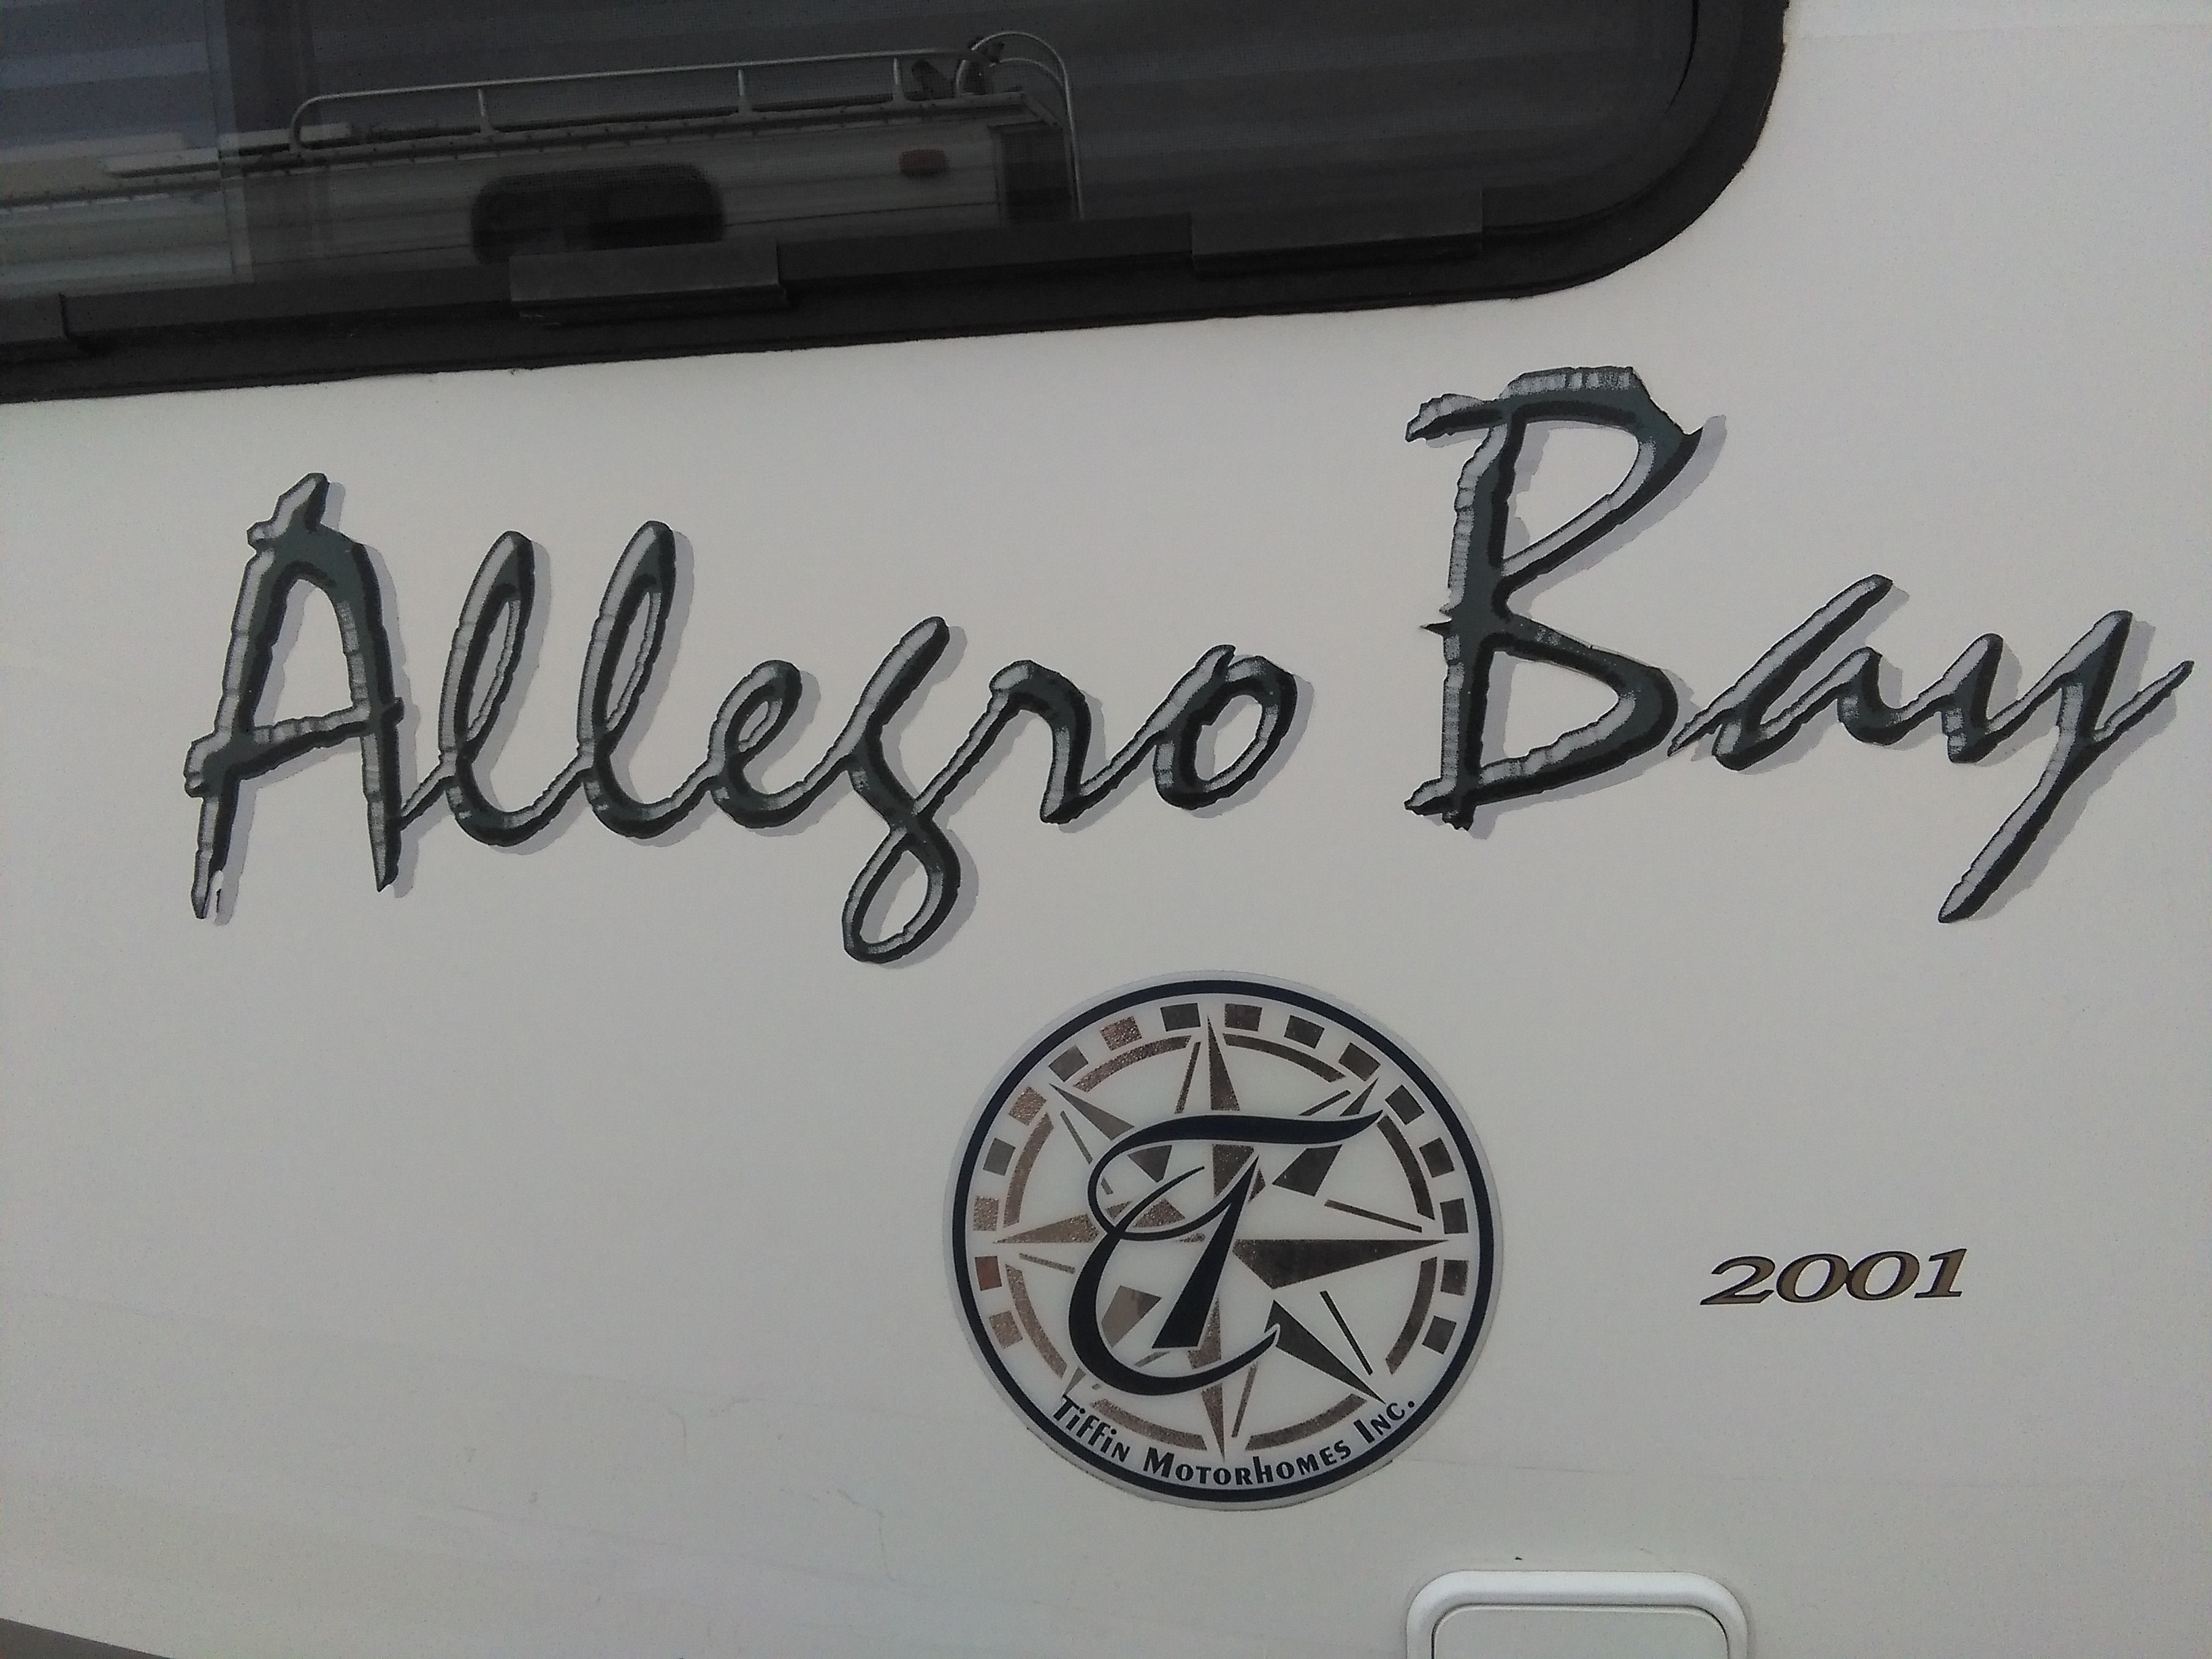 Allegro Bay
T
2001
Tiffin Motorhomes Inc.